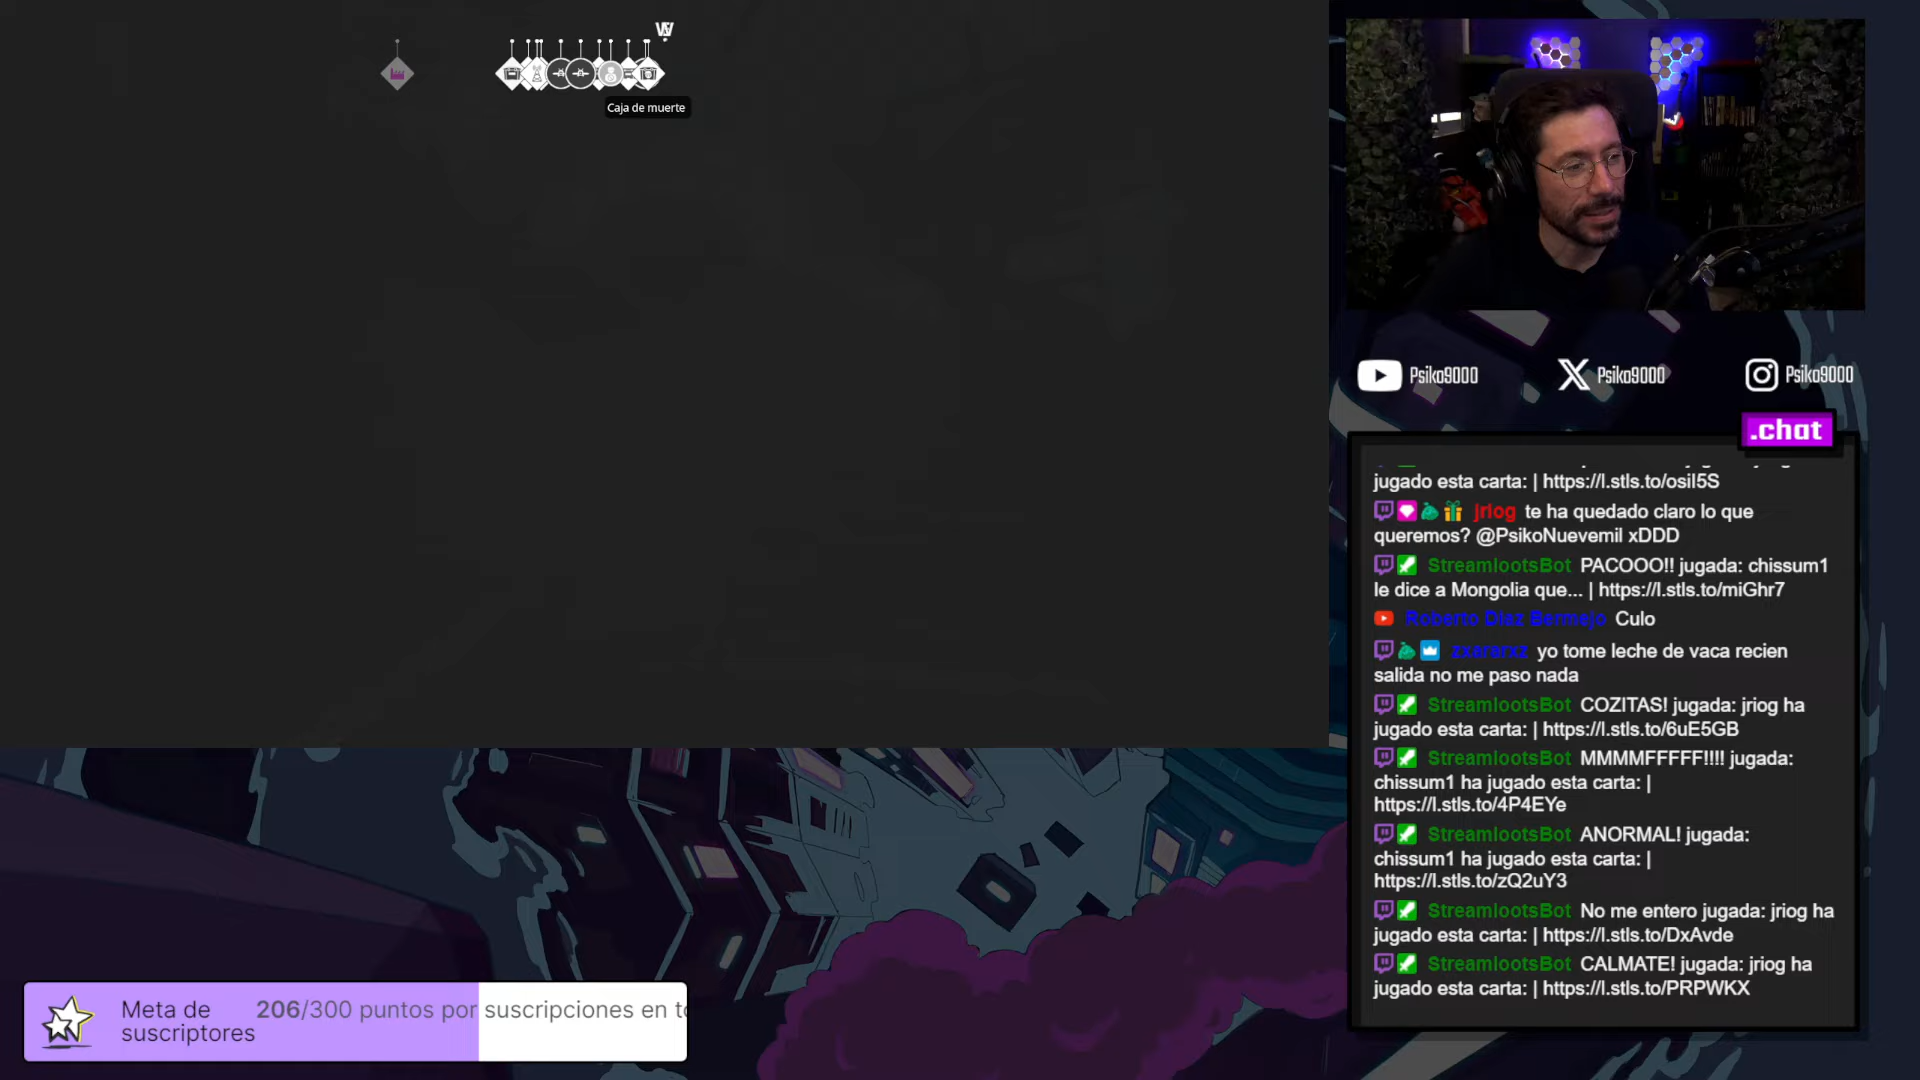 W
Caja de muerte
Psiko9000
Psiko9000
Psiko9000
.chat
jugado esta carta: | https://l.stls.to/osiI5S
jriog te ha quedado claro lo que
queremos? @PsikoNuevemil xDDD
StreamlootsBot PACOOO!! jugada: chissum1
le dice a Mongolia que... | https://l.stls.to/miGhr7
Roberto Diaz Bermejo Culo
zxararxz yo tome leche de vaca recien
salida no me paso nada
StreamlootsBot COZITAS! jugada: jriog ha
jugado esta carta: | https://l.stls.to/6uE5GB
StreamlootsBot MMMMFFFFF!!!! jugada:
chissum1 ha jugado esta carta: |
https://l.stls.to/4P4EYe
StreamlootsBot ANORMAL! jugada:
chissum1 ha jugado esta carta: |
https://l.stls.to/zQ2uY3
StreamlootsBot No me entero jugada: jriog ha
jugado esta carta: | https://l.stls.to/DxAvde
StreamlootsBot CALMATE! jugada: jriog ha
jugado esta carta: | https://l.stls.to/PRPWKX
Meta de
suscriptores
206/300 puntos por suscripciones en to